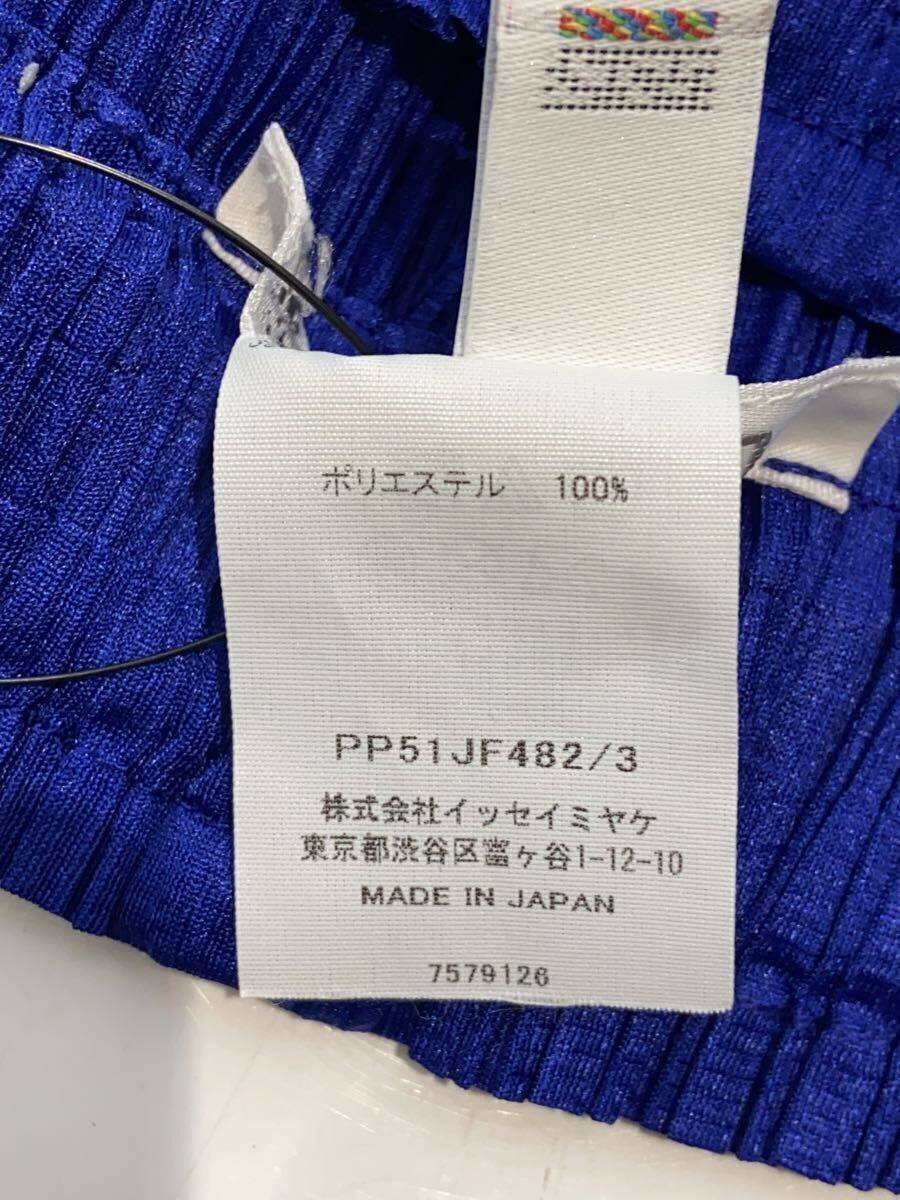 ポリエステル 100%
PP51JF482/3
株式会社イッセイミヤケ
東京都渋谷区富ヶ谷1-12-10
MADE IN JAPAN
7579126